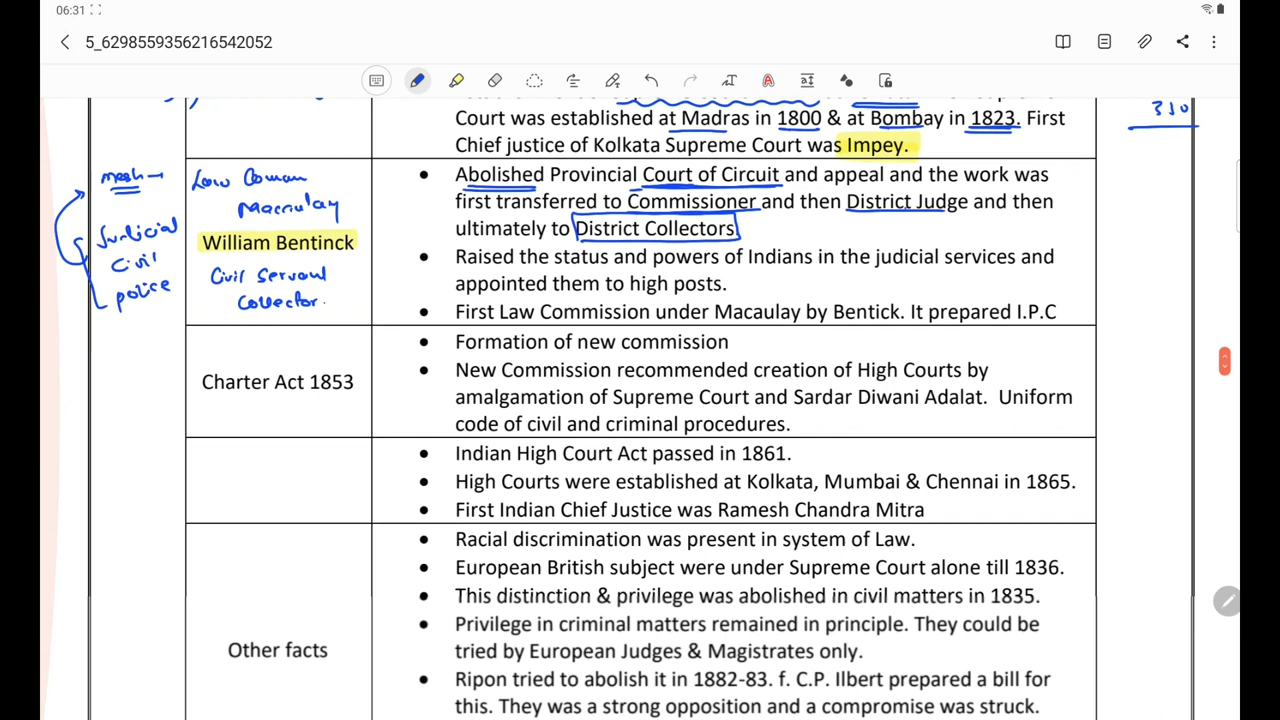 06:31
5_6298559356216542052
Court was established at Madras in 1800 & at Bombay in 1823. First
Chief justice of Kolkata Supreme Court was Impey.
310
mesh →
Judicial
Civil
police
Law Coman
Macaulay
William Bentinck
Civil Servant
Collector.
• Abolished Provincial Court of Circuit and appeal and the work was
first transferred to Commissioner and then District Judge and then
ultimately to District Collectors.
• Raised the status and powers of Indians in the judicial services and
appointed them to high posts.
• First Law Commission under Macaulay by Bentick. It prepared I.P.C
Charter Act 1853
• Formation of new commission
• New Commission recommended creation of High Courts by
amalgamation of Supreme Court and Sardar Diwani Adalat. Uniform
code of civil and criminal procedures.
• Indian High Court Act passed in 1861.
• High Courts were established at Kolkata, Mumbai & Chennai in 1865.
• First Indian Chief Justice was Ramesh Chandra Mitra
Other facts
• Racial discrimination was present in system of Law.
• European British subject were under Supreme Court alone till 1836.
• This distinction & privilege was abolished in civil matters in 1835.
• Privilege in criminal matters remained in principle. They could be
tried by European Judges & Magistrates only.
• Ripon tried to abolish it in 1882-83. f. C.P. Ilbert prepared a bill for
this. They was a strong opposition and a compromise was struck.